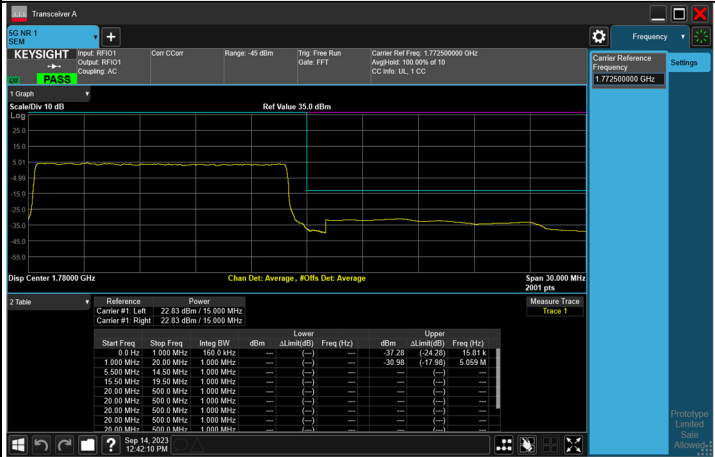 Transceiver A
5G NR 1
SEM
Frequency
KEYSIGHT
Input: RFIO1
Output: RFIO1
Coupling: AC
Corr CCorr
Range: -45 dBm
Trig: Free Run
Gate: FFT
Carrier Ref Freq: 1.772500000 GHz
Avg|Hold: 100.00% of 10
CC Info: UL, 1 CC
PASS
Carrier Reference
Frequency
1.772500000 GHz
Settings
1 Graph
Scale/Div 10 dB
Ref Value 35.0 dBm
Log
25.0
15.0
5.01
-4.99
-15.0
-25.0
-35.0
-45.0
-55.0
Disp Center 1.78000 GHz
Chan Det: Average , #Offs Det: Average
Span 30.000 MHz
2001 pts
2 Table
Reference Power
Carrier #1: Left 22.83 dBm / 15.000 MHz
Carrier #1: Right 22.83 dBm / 15.000 MHz
Measure Trace
Trace 1
Lower Upper
Start Freq Stop Freq Integ BW dBm ΔLimit(dB) Freq (Hz) dBm ΔLimit(dB) Freq (Hz)
0.0 Hz 1.000 MHz 160.0 kHz --- (---) --- -37.28 (-24.28) 15.81 k
1.000 MHz 20.00 MHz 1.000 MHz --- (---) --- -30.98 (-17.98) 5.059 M
5.500 MHz 14.50 MHz 1.000 MHz --- (---) --- --- (---) ---
15.50 MHz 19.50 MHz 1.000 MHz --- (---) --- --- (---) ---
20.00 MHz 500.0 MHz 1.000 MHz --- (---) --- --- (---) ---
20.00 MHz 500.0 MHz 1.000 MHz --- (---) --- --- (---) ---
20.00 MHz 500.0 MHz 1.000 MHz --- (---) --- --- (---) ---
20.00 MHz 500.0 MHz 1.000 MHz --- (---) --- --- (---) ---
Sep 14, 2023
12:42:10 PM
Prototype
Limited
Sale
Allowed